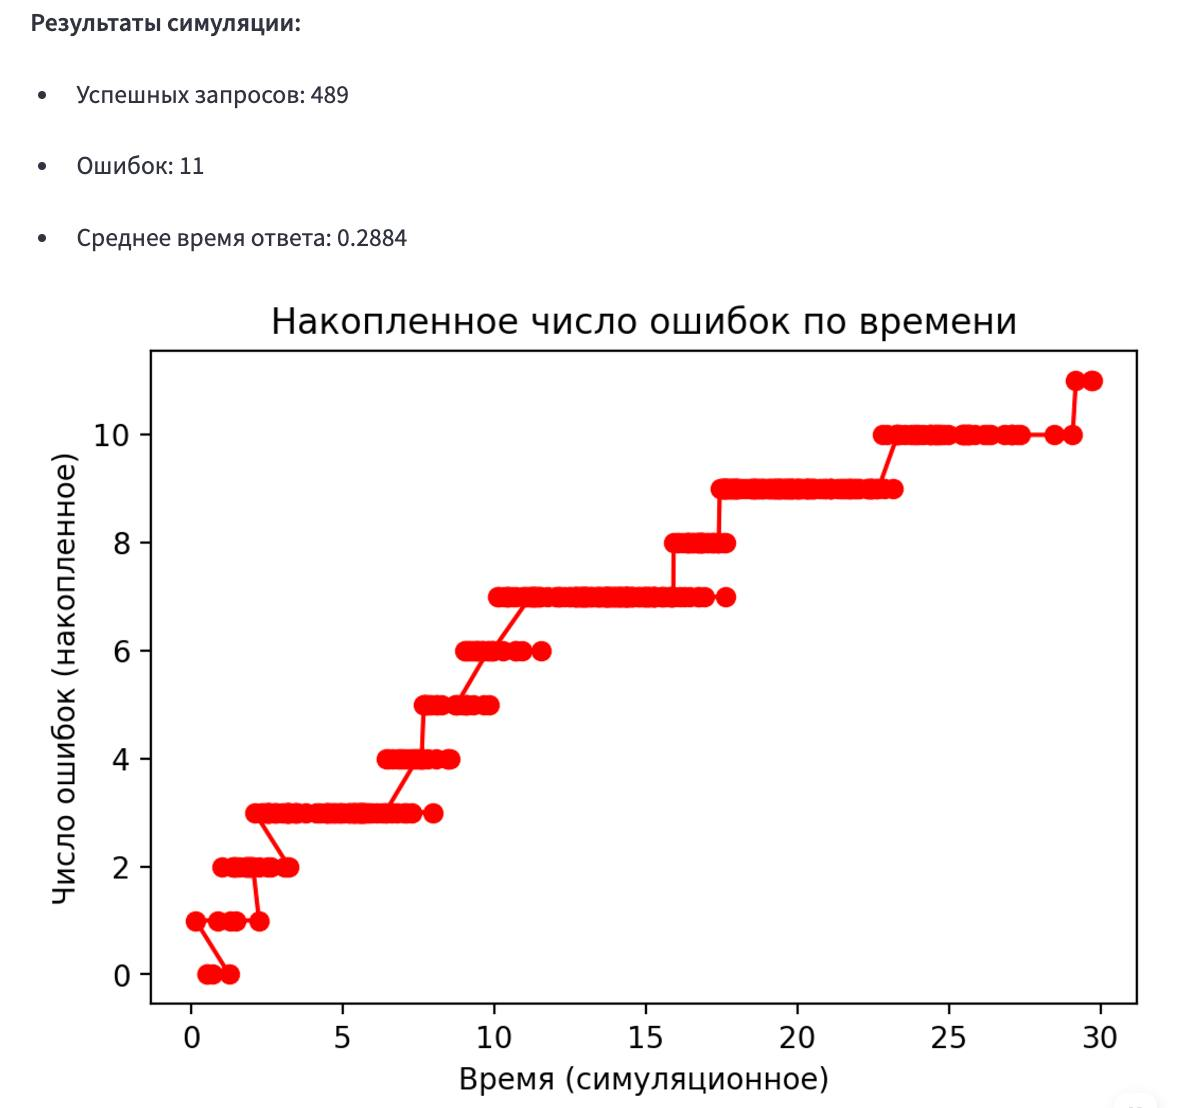 Результаты симуляции:
Успешных запросов: 489
Ошибок: 11
Среднее время ответа: 0.2884
Накопленное число ошибок по времени
Число ошибок (накопленное)
10
8
6
4
2
0
0 5 10 15 20 25 30
Время (симуляционное)